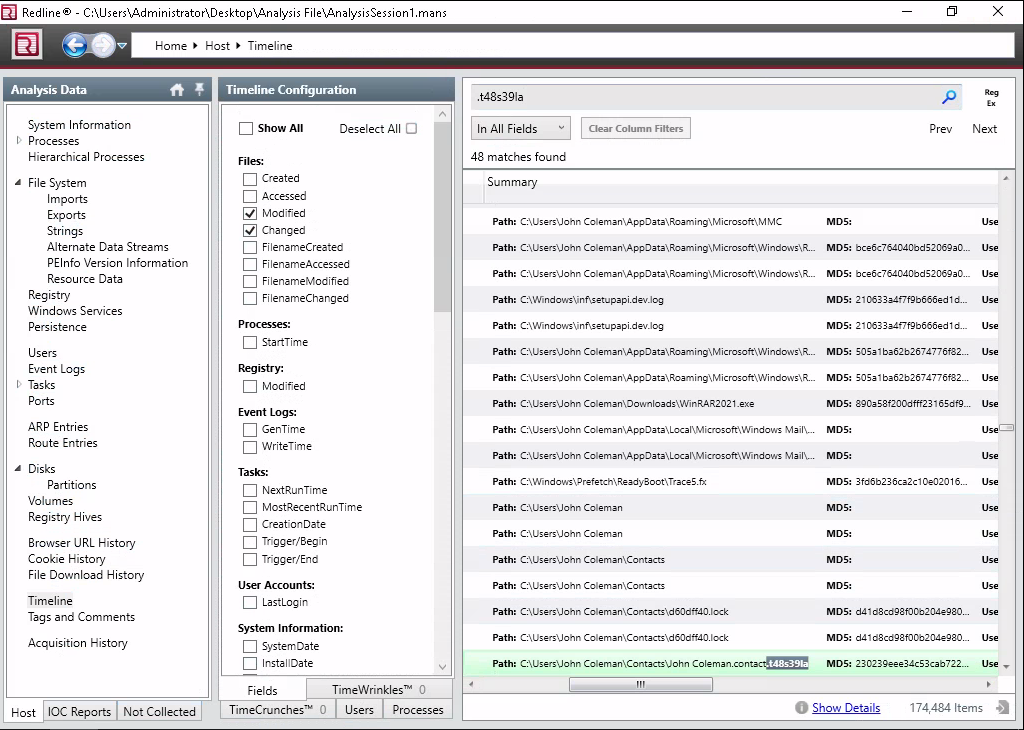 Redline® - C:\Users\Administrator\Desktop\Analysis File\AnalysisSession1.mans
Home Host Timeline
Analysis Data
System Information
Processes
Hierarchical Processes
File System
Imports
Exports
Strings
Alternate Data Streams
PEInfo Version Information
Resource Data
Registry
Windows Services
Persistence
Users
Event Logs
Tasks
Ports
ARP Entries
Route Entries
Disks
Partitions
Volumes
Registry Hives
Browser URL History
Cookie History
File Download History
Timeline
Tags and Comments
Acquisition History
Host IOC Reports Not Collected
Timeline Configuration
Show All Deselect All
Files:
Created
Accessed
Modified
Changed
FilenameCreated
FilenameAccessed
FilenameModified
FilenameChanged
Processes:
StartTime
Registry:
Modified
Event Logs:
GenTime
WriteTime
Tasks:
NextRunTime
MostRecentRunTime
CreationDate
Trigger/Begin
Trigger/End
User Accounts:
LastLogin
System Information:
SystemDate
InstallDate
Fields TimeWrinkles™ 0
TimeCrunches™ 0 Users Processes
.t48s39la
Reg
Ex
In All Fields Clear Column Filters Prev Next
48 matches found
Summary
Path: C:\Users\John Coleman\AppData\Roaming\Microsoft\MMC MD5: Use
Path: C:\Users\John Coleman\AppData\Roaming\Microsoft\Windows\R... MD5: bce6c764040bd52069a0... Use
Path: C:\Users\John Coleman\AppData\Roaming\Microsoft\Windows\R... MD5: bce6c764040bd52069a0... Use
Path: C:\Windows\inf\setupapi.dev.log MD5: 210633a4f7f9b666ed1d... Use
Path: C:\Windows\inf\setupapi.dev.log MD5: 210633a4f7f9b666ed1d... Use
Path: C:\Users\John Coleman\AppData\Roaming\Microsoft\Windows\R... MD5: 505a1ba62b2674776f82... Use
Path: C:\Users\John Coleman\AppData\Roaming\Microsoft\Windows\R... MD5: 505a1ba62b2674776f82... Use
Path: C:\Users\John Coleman\Downloads\WinRAR2021.exe MD5: 890a58f200dfff23165df9... Use
Path: C:\Users\John Coleman\AppData\Local\Microsoft\Windows Mail\... MD5: Use
Path: C:\Users\John Coleman\AppData\Local\Microsoft\Windows Mail\... MD5: Use
Path: C:\Windows\Prefetch\ReadyBoot\Trace5.fx MD5: 3fd6b236ca2c10e02016... Use
Path: C:\Users\John Coleman MD5: Use
Path: C:\Users\John Coleman MD5: Use
Path: C:\Users\John Coleman\Contacts MD5: Use
Path: C:\Users\John Coleman\Contacts MD5: Use
Path: C:\Users\John Coleman\Contacts\d60dff40.lock MD5: d41d8cd98f00b204e980... Use
Path: C:\Users\John Coleman\Contacts\d60dff40.lock MD5: d41d8cd98f00b204e980... Use
Path: C:\Users\John Coleman\Contacts\John Coleman.contact.t48s39la MD5: 230239eee34c53cab722... Use
Show Details 174,484 Items